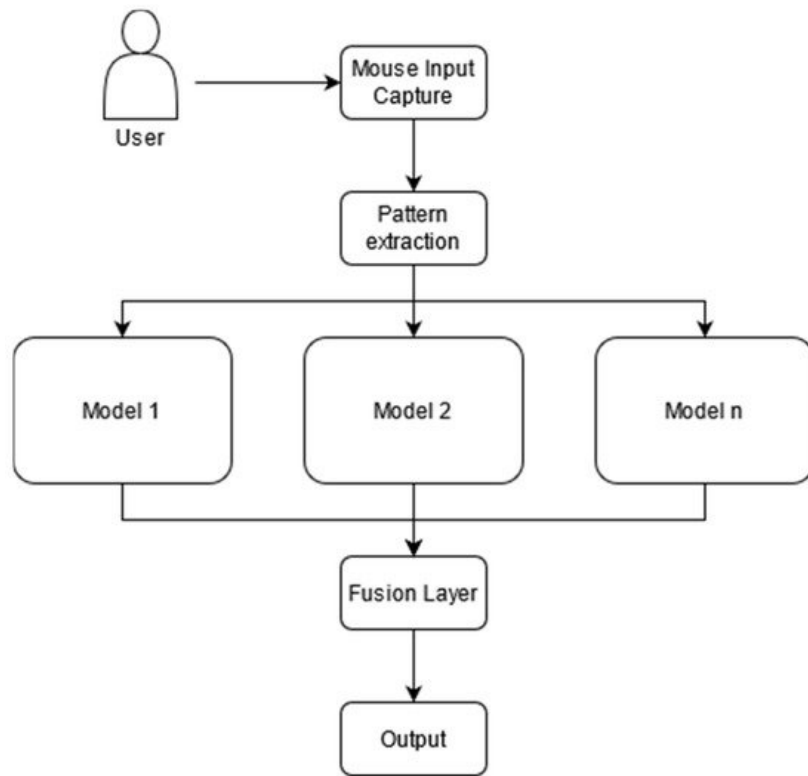 User
Mouse Input
Capture
Pattern
extraction
Model 1
Model 2
Model n
Fusion Layer
Output